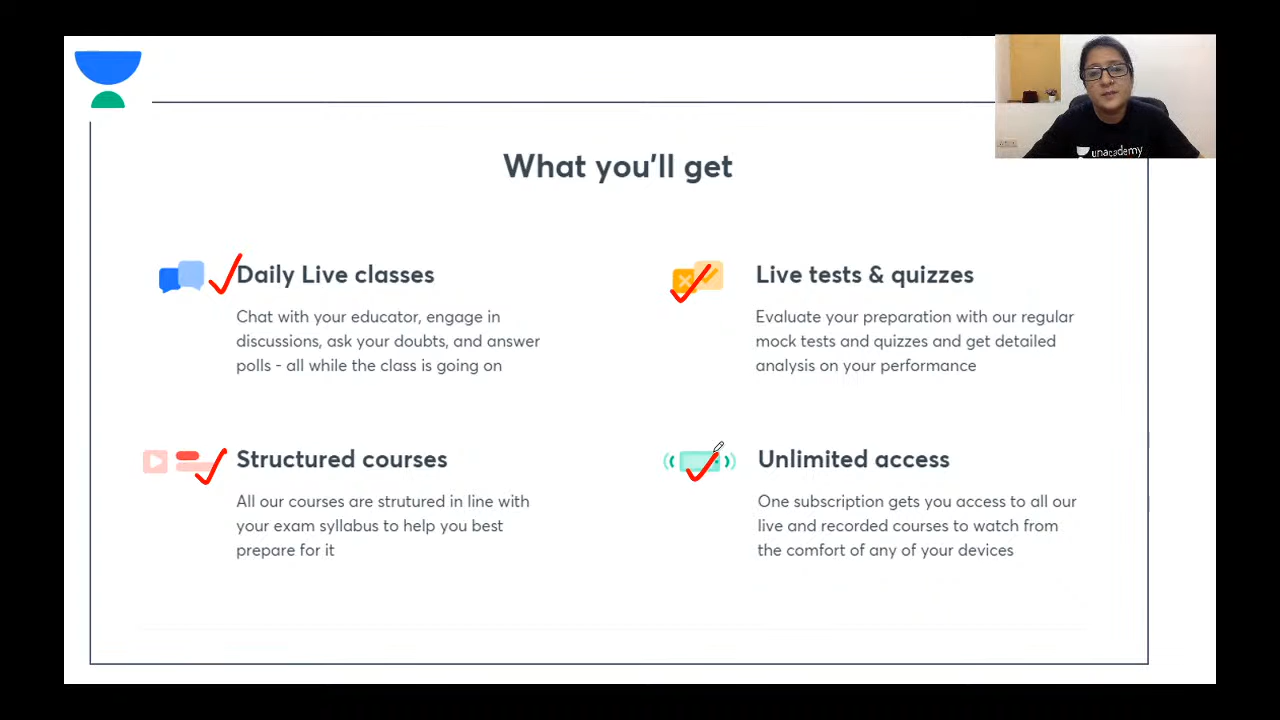 unacademy
What you'll get
Daily Live classes
Chat with your educator, engage in
discussions, ask your doubts, and answer
polls - all while the class is going on
Live tests & quizzes
Evaluate your preparation with our regular
mock tests and quizzes and get detailed
analysis on your performance
Structured courses
All our courses are strutured in line with
your exam syllabus to help you best
prepare for it
Unlimited access
One subscription gets you access to all our
live and recorded courses to watch from
the comfort of any of your devices